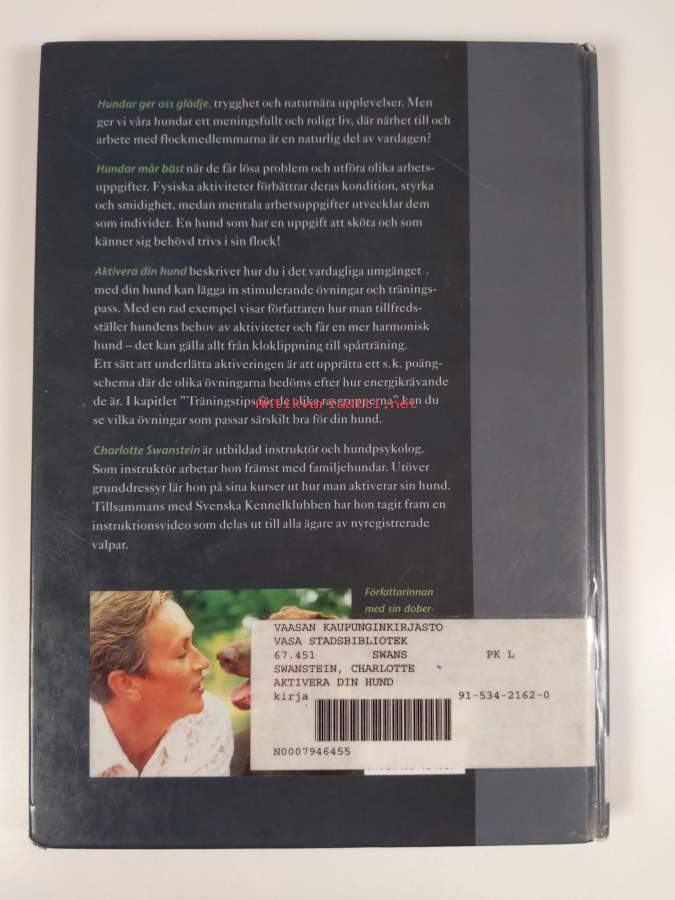 Hundar ger oss glädje, trygghet och naturnära upplevelser. Men
ger vi våra hundar ett meningsfullt och roligt liv, där närhet till och
arbete med flockmedlemmarna är en naturlig del av vardagen?
Hundar mår bäst när de får lösa problem och utföra olika arbets-
uppgifter. Fysiska aktiviteter förbättrar deras kondition, styrka
och smidighet, medan mentala arbetsuppgifter utvecklar dem
som individer. En hund som har en uppgift att sköta och som
känner sig behövd trivs i sin flock!
Aktivera din hund beskriver hur du i det vardagliga umgänget
med din hund kan lägga in stimulerande övningar och tränings-
pass. Med en rad exempel visar författaren hur man tillfreds-
ställer hundens behov av aktiviteter och får en mer harmonisk
hund – det kan gälla allt från kloklippning till spårträning.
Ett sätt att underlätta aktiveringen är att upprätta ett s.k. poäng-
schema där de olika övningarna bedöms efter hur energikrävande
de är. I kapitlet "Träningstips för de olika rasgrupperna" kan du
Antikvariaatti.net
se vilka övningar som passar särskilt bra för din hund.
Charlotte Swanstein är utbildad instruktör och hundpsykolog.
Som instruktör arbetar hon främst med familjehundar. Utöver
grunddressyr lär hon på sina kurser ut hur man aktiverar sin hund.
Tillsammans med Svenska Kennelklubben har hon tagit fram en
instruktionsvideo som delas ut till alla ägare av nyregistrerade
valpar.
Författarinnan
med sin dober-
VAASAN KAUPUNGINKIRJASTO
VASA STADSBIBLIOTEK
67.451 SWANS PK L
SWANSTEIN, CHARLOTTE
AKTIVERA DIN HUND
kirja 91-534-2162-0
N0007946455